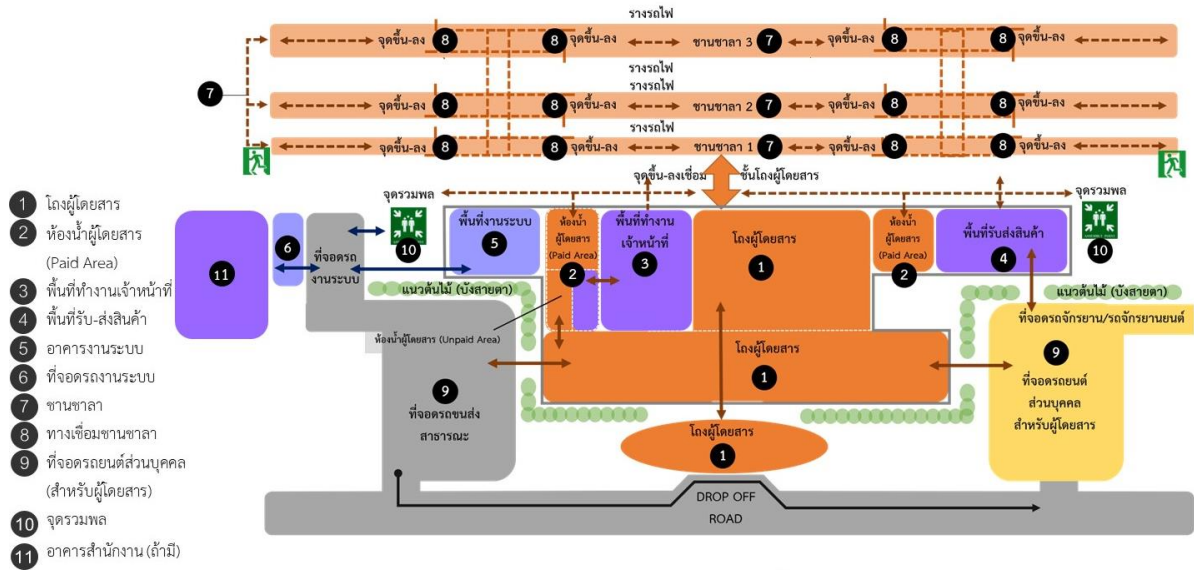 รางรถไฟ
จุดขึ้น-ลง 8 8 จุดขึ้น-ลง ชานชาลา 3 7 จุดขึ้น-ลง 8 8 จุดขึ้น-ลง
รางรถไฟ
7
รางรถไฟ
จุดขึ้น-ลง 8 8 จุดขึ้น-ลง ชานชาลา 2 7 จุดขึ้น-ลง 8 8 จุดขึ้น-ลง
รางรถไฟ
จุดขึ้น-ลง 8 8 จุดขึ้น-ลง ชานชาลา 1 7 จุดขึ้น-ลง 8 8 จุดขึ้น-ลง
จุดขึ้น-ลงเชื่อม ชั้นโถงผู้โดยสาร
1 โถงผู้โดยสาร
2 ห้องน้ำผู้โดยสาร
(Paid Area)
3 พื้นที่ทำงานเจ้าหน้าที่
4 พื้นที่รับ-ส่งสินค้า
5 อาคารงานระบบ
6 ที่จอดรถงานระบบ
7 ชานชาลา
8 ทางเชื่อมชานชาลา
9 ที่จอดรถยนต์ส่วนบุคคล
(สำหรับผู้โดยสาร)
10 จุดรวมพล
11 อาคารสำนักงาน (ถ้ามี)
11
6
ที่จอดรถ
งานระบบ
จุดรวมพล
10
พื้นที่งานระบบ
5
ห้องน้ำ
ผู้โดยสาร
(Paid Area)
2
พื้นที่ทำงาน
เจ้าหน้าที่
3
โถงผู้โดยสาร
1
ห้องน้ำ
ผู้โดยสาร
(Paid Area)
2
พื้นที่รับส่งสินค้า
4
จุดรวมพล
10
แนวต้นไม้ (บังสายตา)
แนวต้นไม้ (บังสายตา)
ห้องน้ำผู้โดยสาร (Unpaid Area)
9
ที่จอดรถขนส่ง
สาธารณะ
โถงผู้โดยสาร
1
ที่จอดรถจักรยาน/รถจักรยานยนต์
9
ที่จอดรถยนต์
ส่วนบุคคล
สำหรับผู้โดยสาร
โถงผู้โดยสาร
1
DROP OFF
ROAD